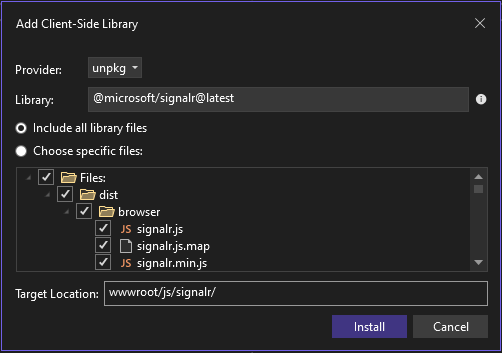 Add Client-Side Library
Provider: unpkg
Library: @microsoft/signalr@latest
Include all library files
Choose specific files:
Files:
dist
browser
JS signalr.js
signalr.js.map
JS signalr.min.js
Target Location: wwwroot/js/signalr/
Install Cancel